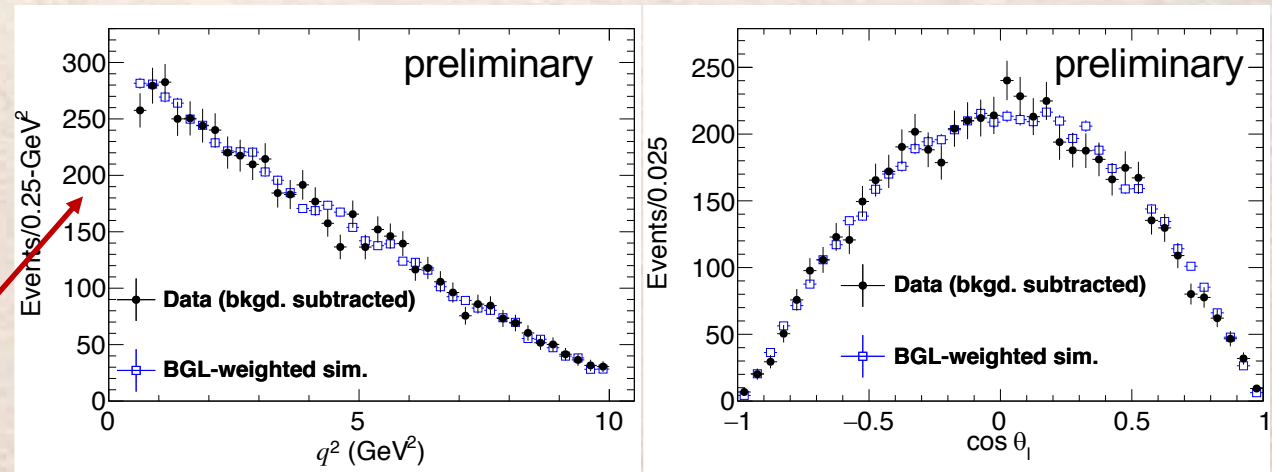 preliminary
Events/0.25-GeV²
300
250
200
150
100
50
0
Data (bkgd. subtracted)
BGL-weighted sim.
0
5
10
q² (GeV²)
preliminary
Events/0.025
250
200
150
100
50
0
Data (bkgd. subtracted)
BGL-weighted sim.
−1
−0.5
0
0.5
1
cos θ_l